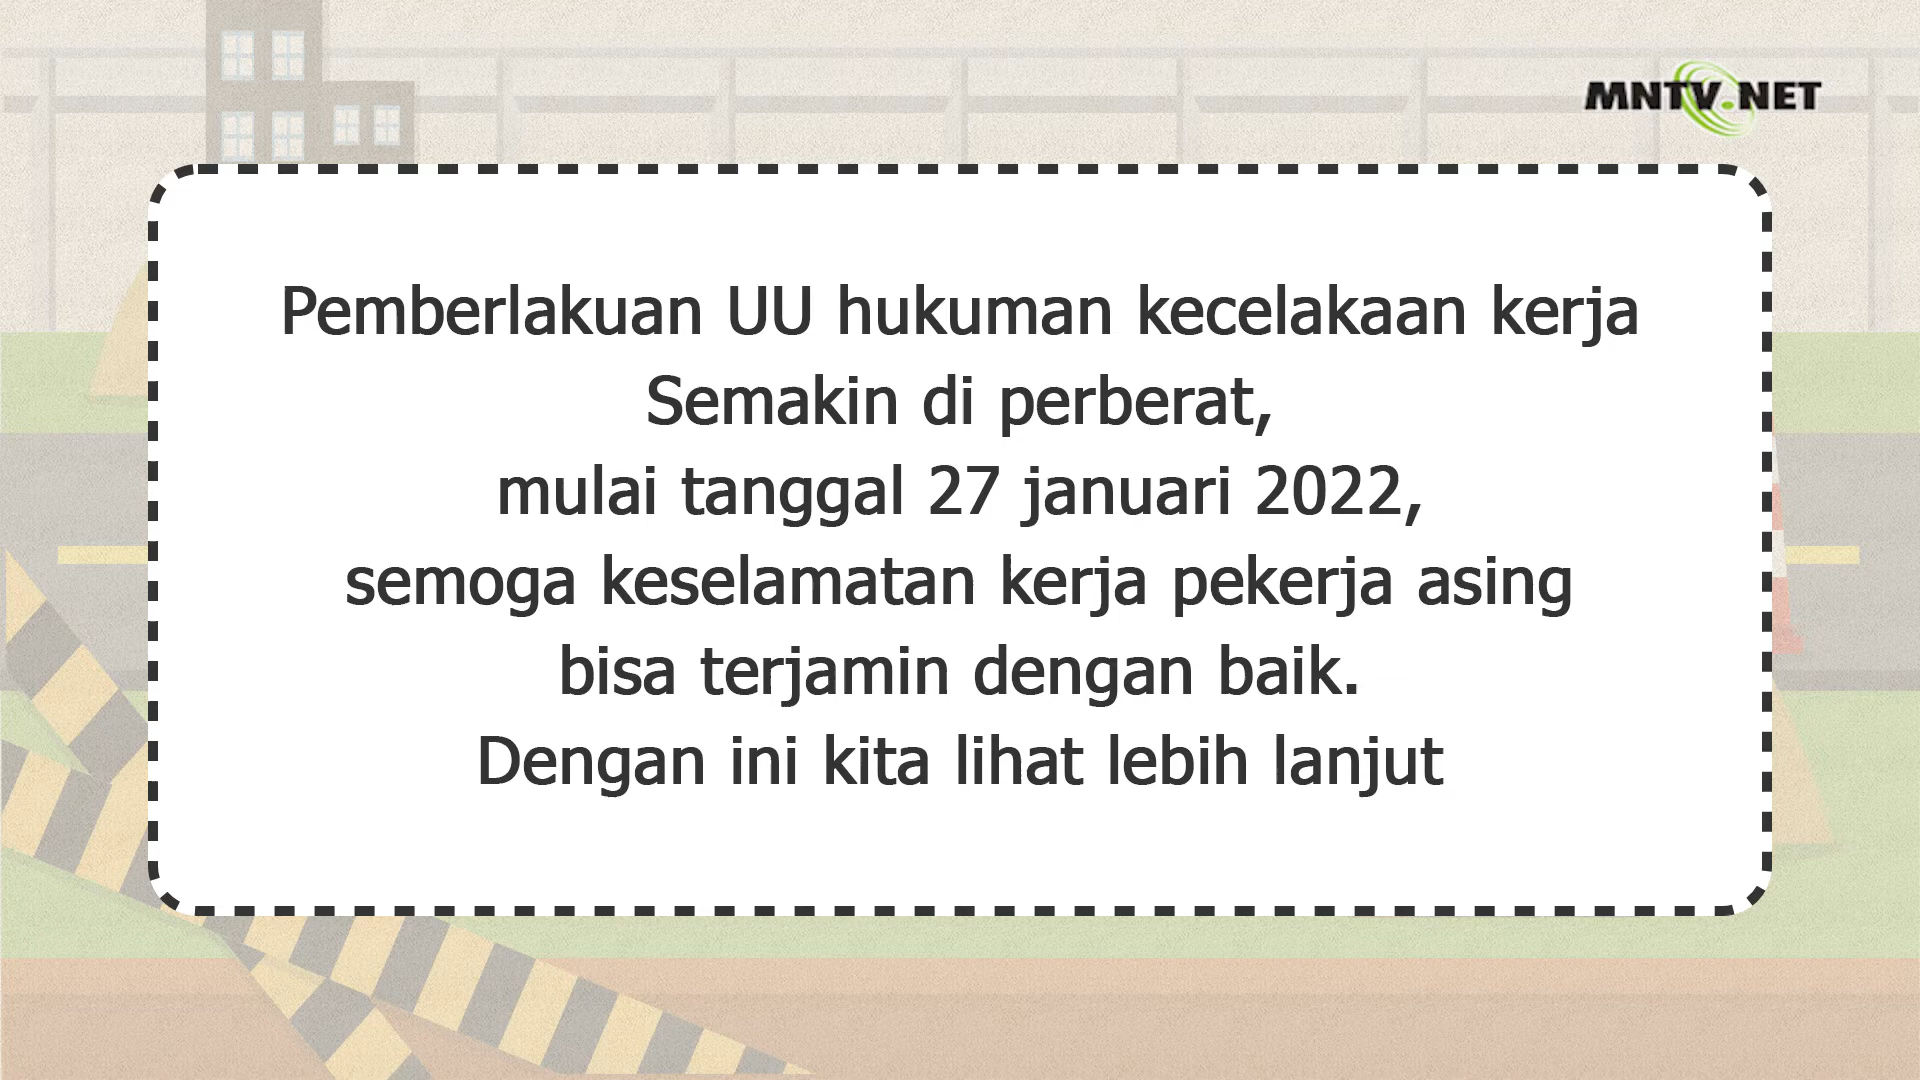 MNTV.NET
Pemberlakuan UU hukuman kecelakaan kerja
Semakin di perberat,
mulai tanggal 27 januari 2022,
semoga keselamatan kerja pekerja asing
bisa terjamin dengan baik.
Dengan ini kita lihat lebih lanjut